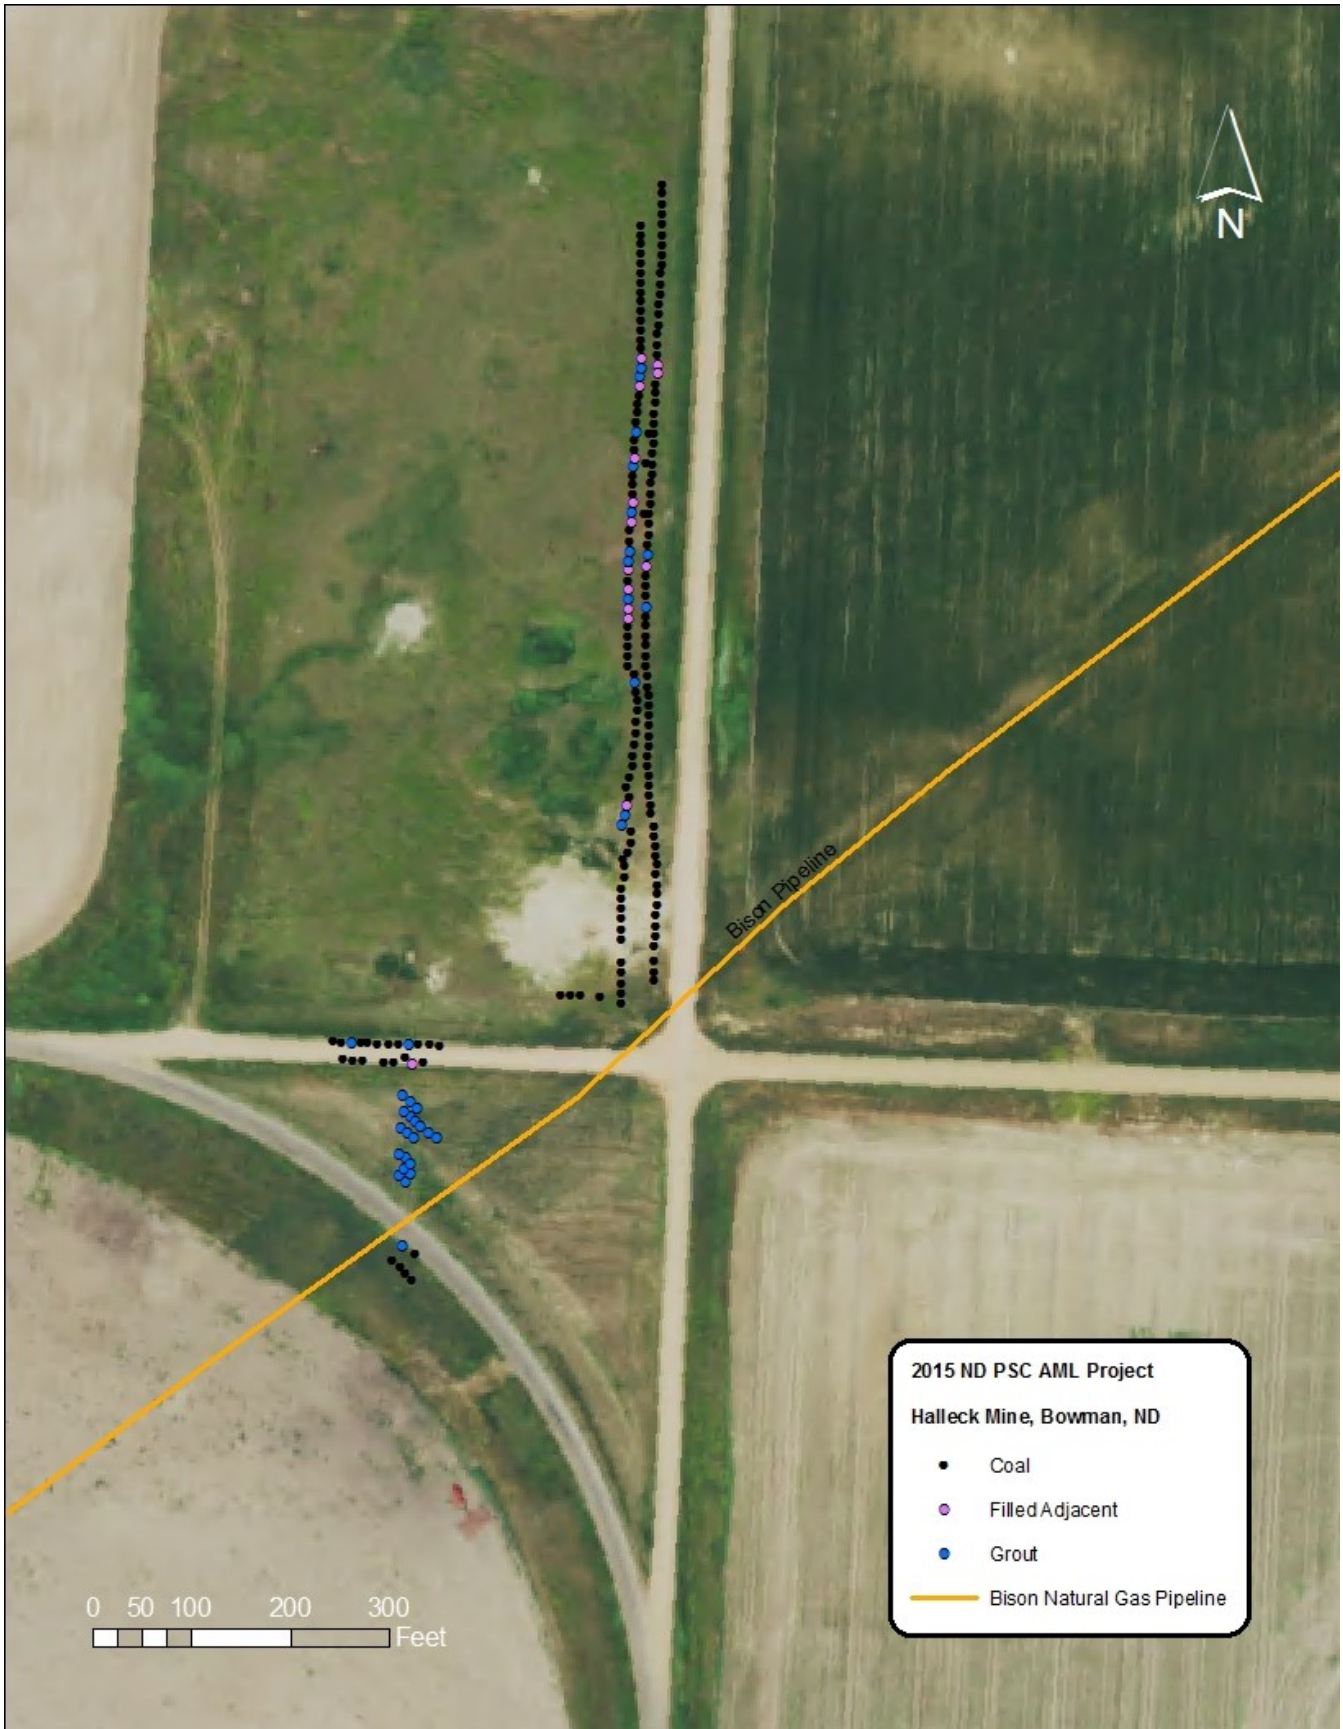 N
Bison Pipeline
2015 ND PSC AML Project
Halleck Mine, Bowman, ND
Coal
Filled Adjacent
Grout
Bison Natural Gas Pipeline
0 50 100 200 300
Feet